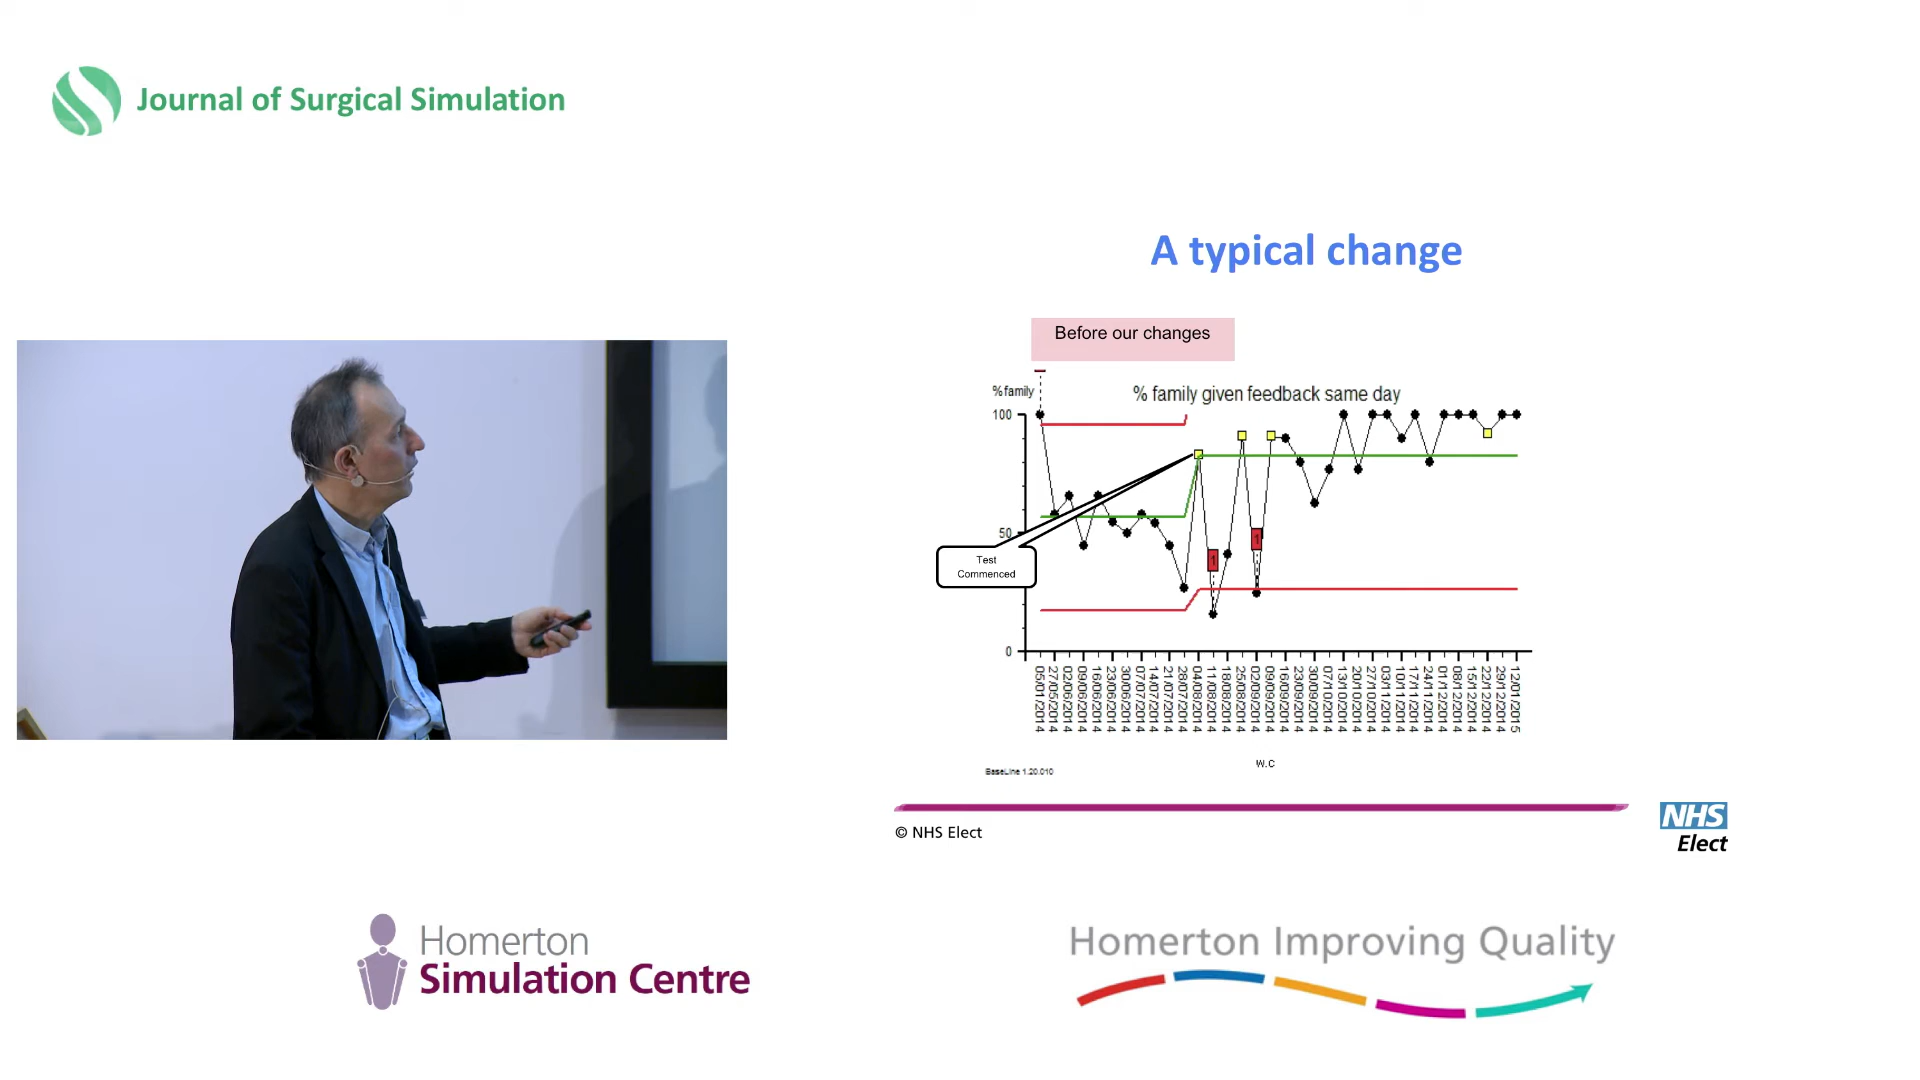 Journal of Surgical Simulation
A typical change
Before our changes
% family
% family given feedback same day
100
50
0
Test
Commenced
1
1
05/01/2014
27/05/2014
02/06/2014
09/06/2014
16/06/2014
23/06/2014
30/06/2014
07/07/2014
14/07/2014
21/07/2014
28/07/2014
04/08/2014
11/08/2014
18/08/2014
25/08/2014
02/09/2014
09/09/2014
16/09/2014
23/09/2014
30/09/2014
07/10/2014
13/10/2014
20/10/2014
27/10/2014
03/11/2014
10/11/2014
17/11/2014
24/11/2014
01/12/2014
08/12/2014
15/12/2014
22/12/2014
29/12/2014
12/01/2015
W.C
BaseLine 1.20.010
© NHS Elect
NHS
Elect
Homerton
Simulation Centre
Homerton Improving Quality